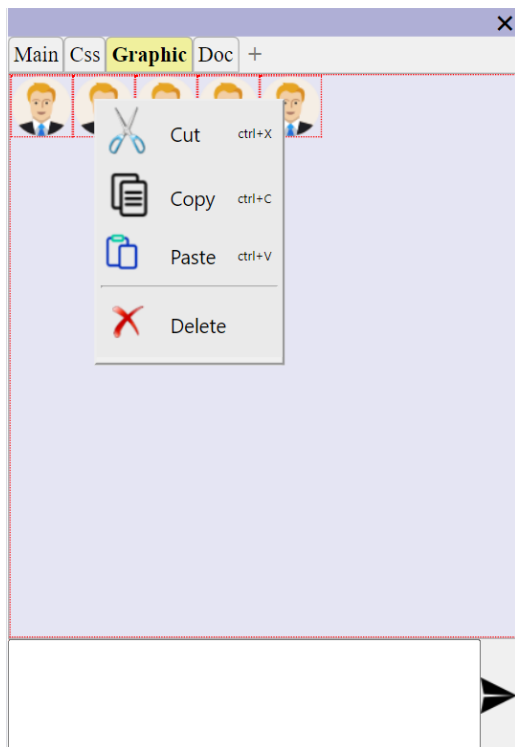 Main Css Graphic Doc +
Cut ctrl+X
Copy ctrl+C
Paste ctrl+V
Delete